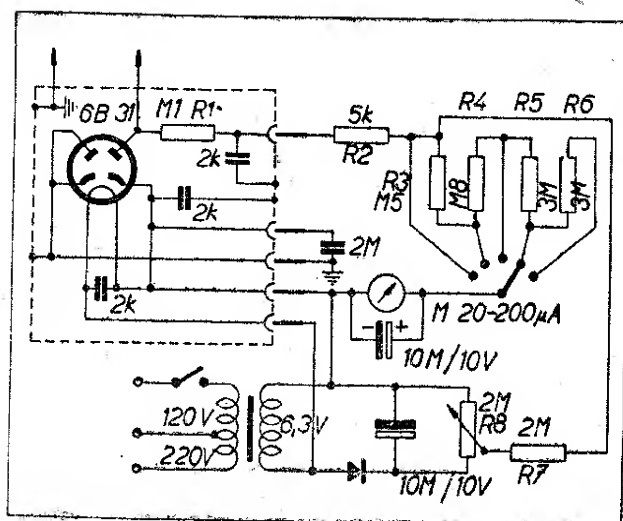 6B 31
M1 R1
2k
2k
2k
5k
R2
R4 R5 R6
R3
M5
M8
3M
3M
2M
M 20-200µA
- +
10M/10V
120V
220V
6,3V
10M/10V
2M
R8
2M
R7